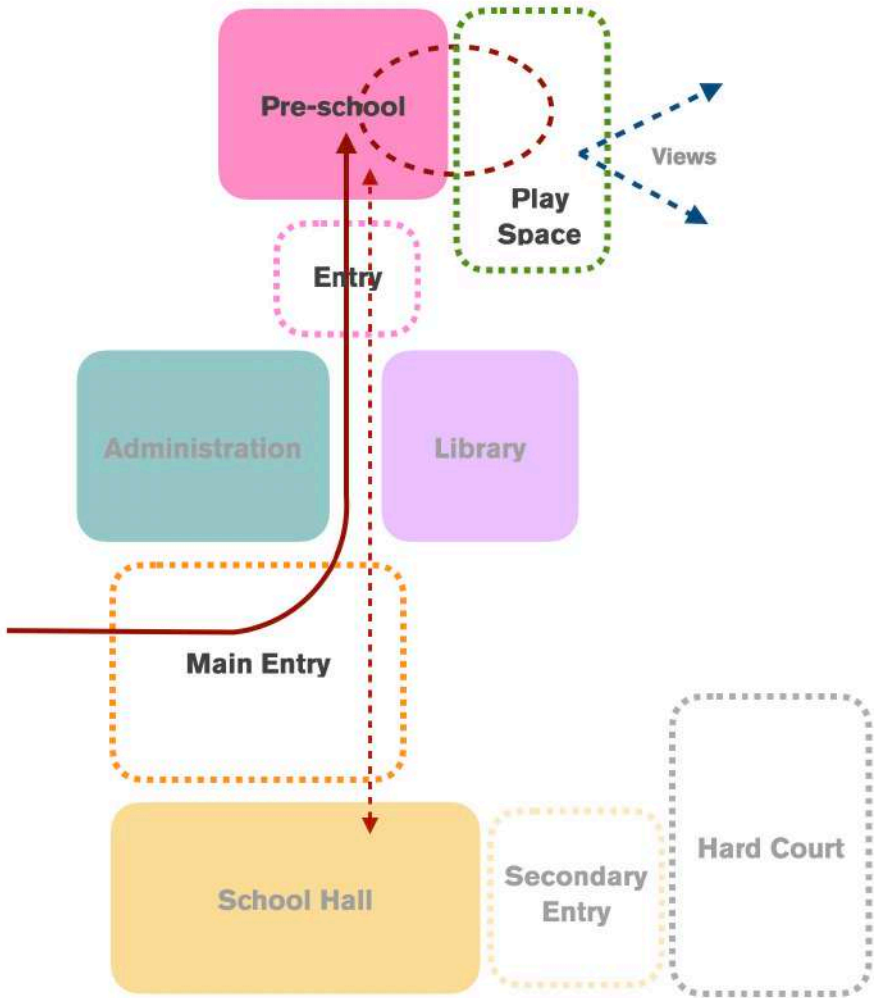 Pre-school
Views
Play
Space
Entry
Administration
Library
Main Entry
Hard Court
Secondary
Entry
School Hall